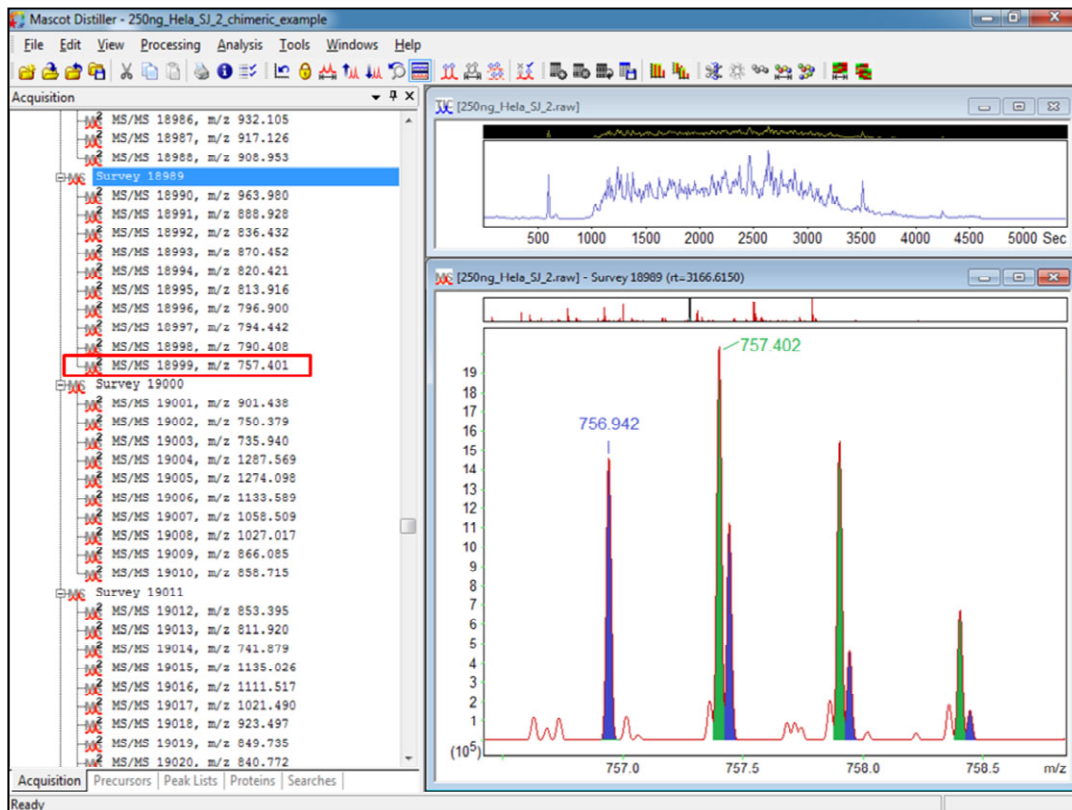 Mascot Distiller - 250ng_Hela_SJ_2_chimeric_example
File Edit View Processing Analysis Tools Windows Help
Acquisition
MS/MS 18986, m/z 932.105
MS/MS 18987, m/z 917.126
MS/MS 18988, m/z 908.953
Survey 18989
MS/MS 18990, m/z 963.980
MS/MS 18991, m/z 888.928
MS/MS 18992, m/z 836.432
MS/MS 18993, m/z 870.452
MS/MS 18994, m/z 820.421
MS/MS 18995, m/z 813.916
MS/MS 18996, m/z 796.900
MS/MS 18997, m/z 794.442
MS/MS 18998, m/z 790.408
MS/MS 18999, m/z 757.401
Survey 19000
MS/MS 19001, m/z 901.438
MS/MS 19002, m/z 750.379
MS/MS 19003, m/z 735.940
MS/MS 19004, m/z 1287.569
MS/MS 19005, m/z 1274.098
MS/MS 19006, m/z 1133.589
MS/MS 19007, m/z 1058.509
MS/MS 19008, m/z 1027.017
MS/MS 19009, m/z 866.085
MS/MS 19010, m/z 858.715
Survey 19011
MS/MS 19012, m/z 853.395
MS/MS 19013, m/z 811.920
MS/MS 19014, m/z 741.879
MS/MS 19015, m/z 1135.026
MS/MS 19016, m/z 1111.517
MS/MS 19017, m/z 1021.490
MS/MS 19018, m/z 923.497
MS/MS 19019, m/z 849.735
MS/MS 19020, m/z 840.772
Acquisition Precursors Peak Lists Proteins Searches
Ready
[250ng_Hela_SJ_2.raw]
500 1000 1500 2000 2500 3000 3500 4000 4500 5000 Sec
[250ng_Hela_SJ_2.raw] - Survey 18989 (rt=3166.6150)
757.402
756.942
19
18
17
16
15
14
13
12
11
10
9
8
7
6
5
4
3
2
1
(10⁵)
757.0 757.5 758.0 758.5 m/z